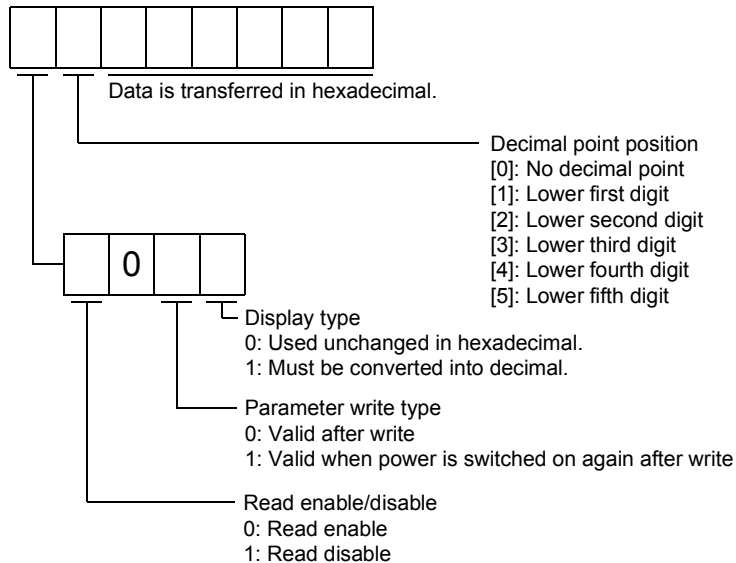 Data is transferred in hexadecimal.
Decimal point position
[0]: No decimal point
[1]: Lower first digit
[2]: Lower second digit
[3]: Lower third digit
[4]: Lower fourth digit
[5]: Lower fifth digit
0
Display type
0: Used unchanged in hexadecimal.
1: Must be converted into decimal.
Parameter write type
0: Valid after write
1: Valid when power is switched on again after write
Read enable/disable
0: Read enable
1: Read disable